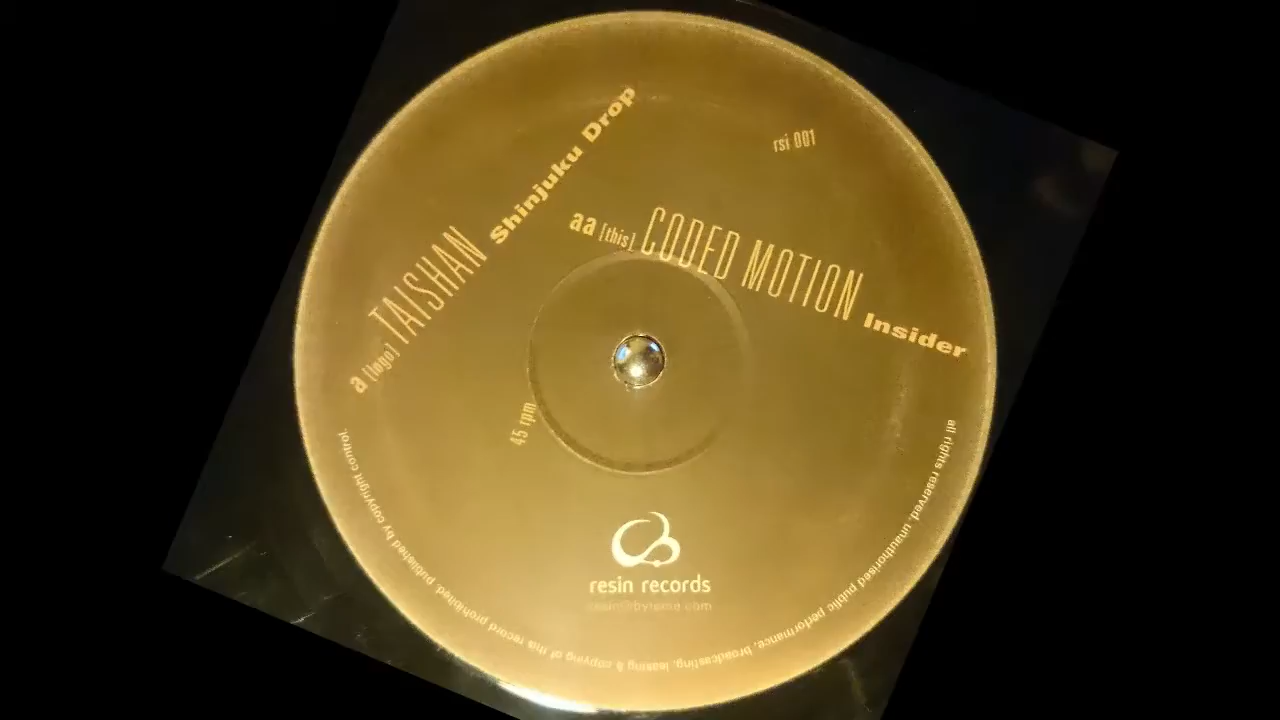 a [logo] TAISHAN Shinjuku Drop
rsi 001
aa [this] CODED MOTION Insider
45 rpm
resin records
all rights reserved. unauthorised public performance, broadcasting, leasing & copying of this record prohibited. published by copyright control.